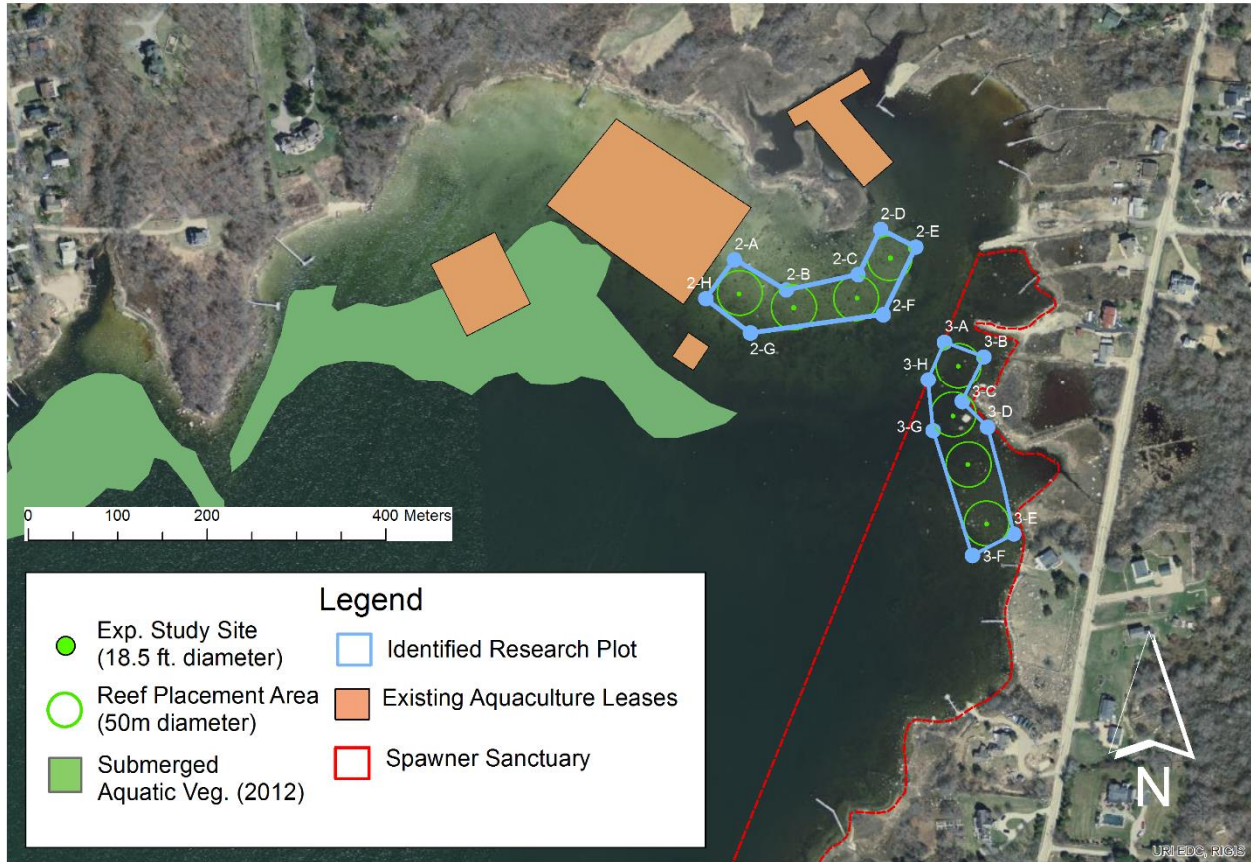 2-D
2-E
2-A
2-B
2-C
2-H
2-F
2-G
3-A
3-B
3-H
3-C
3-D
3-G
3-E
3-F
0 100 200 400 Meters
Legend
Exp. Study Site
(18.5 ft. diameter)
Reef Placement Area
(50m diameter)
Submerged
Aquatic Veg. (2012)
Identified Research Plot
Existing Aquaculture Leases
Spawner Sanctuary
N
URI EDC, RIGIS